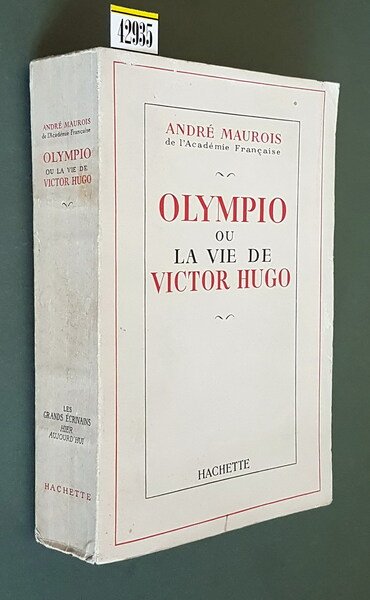 42935
ANDRÉ MAUROIS
de l'Académie Française
OLYMPIO
OU LA VIE DE
VICTOR HUGO
LES
GRANDS ÉCRIVAINS
HIER
AUJOURD'HUI
HACHETTE
ANDRÉ MAUROIS
de l'Académie Française
OLYMPIO
OU
LA VIE DE
VICTOR HUGO
HACHETTE